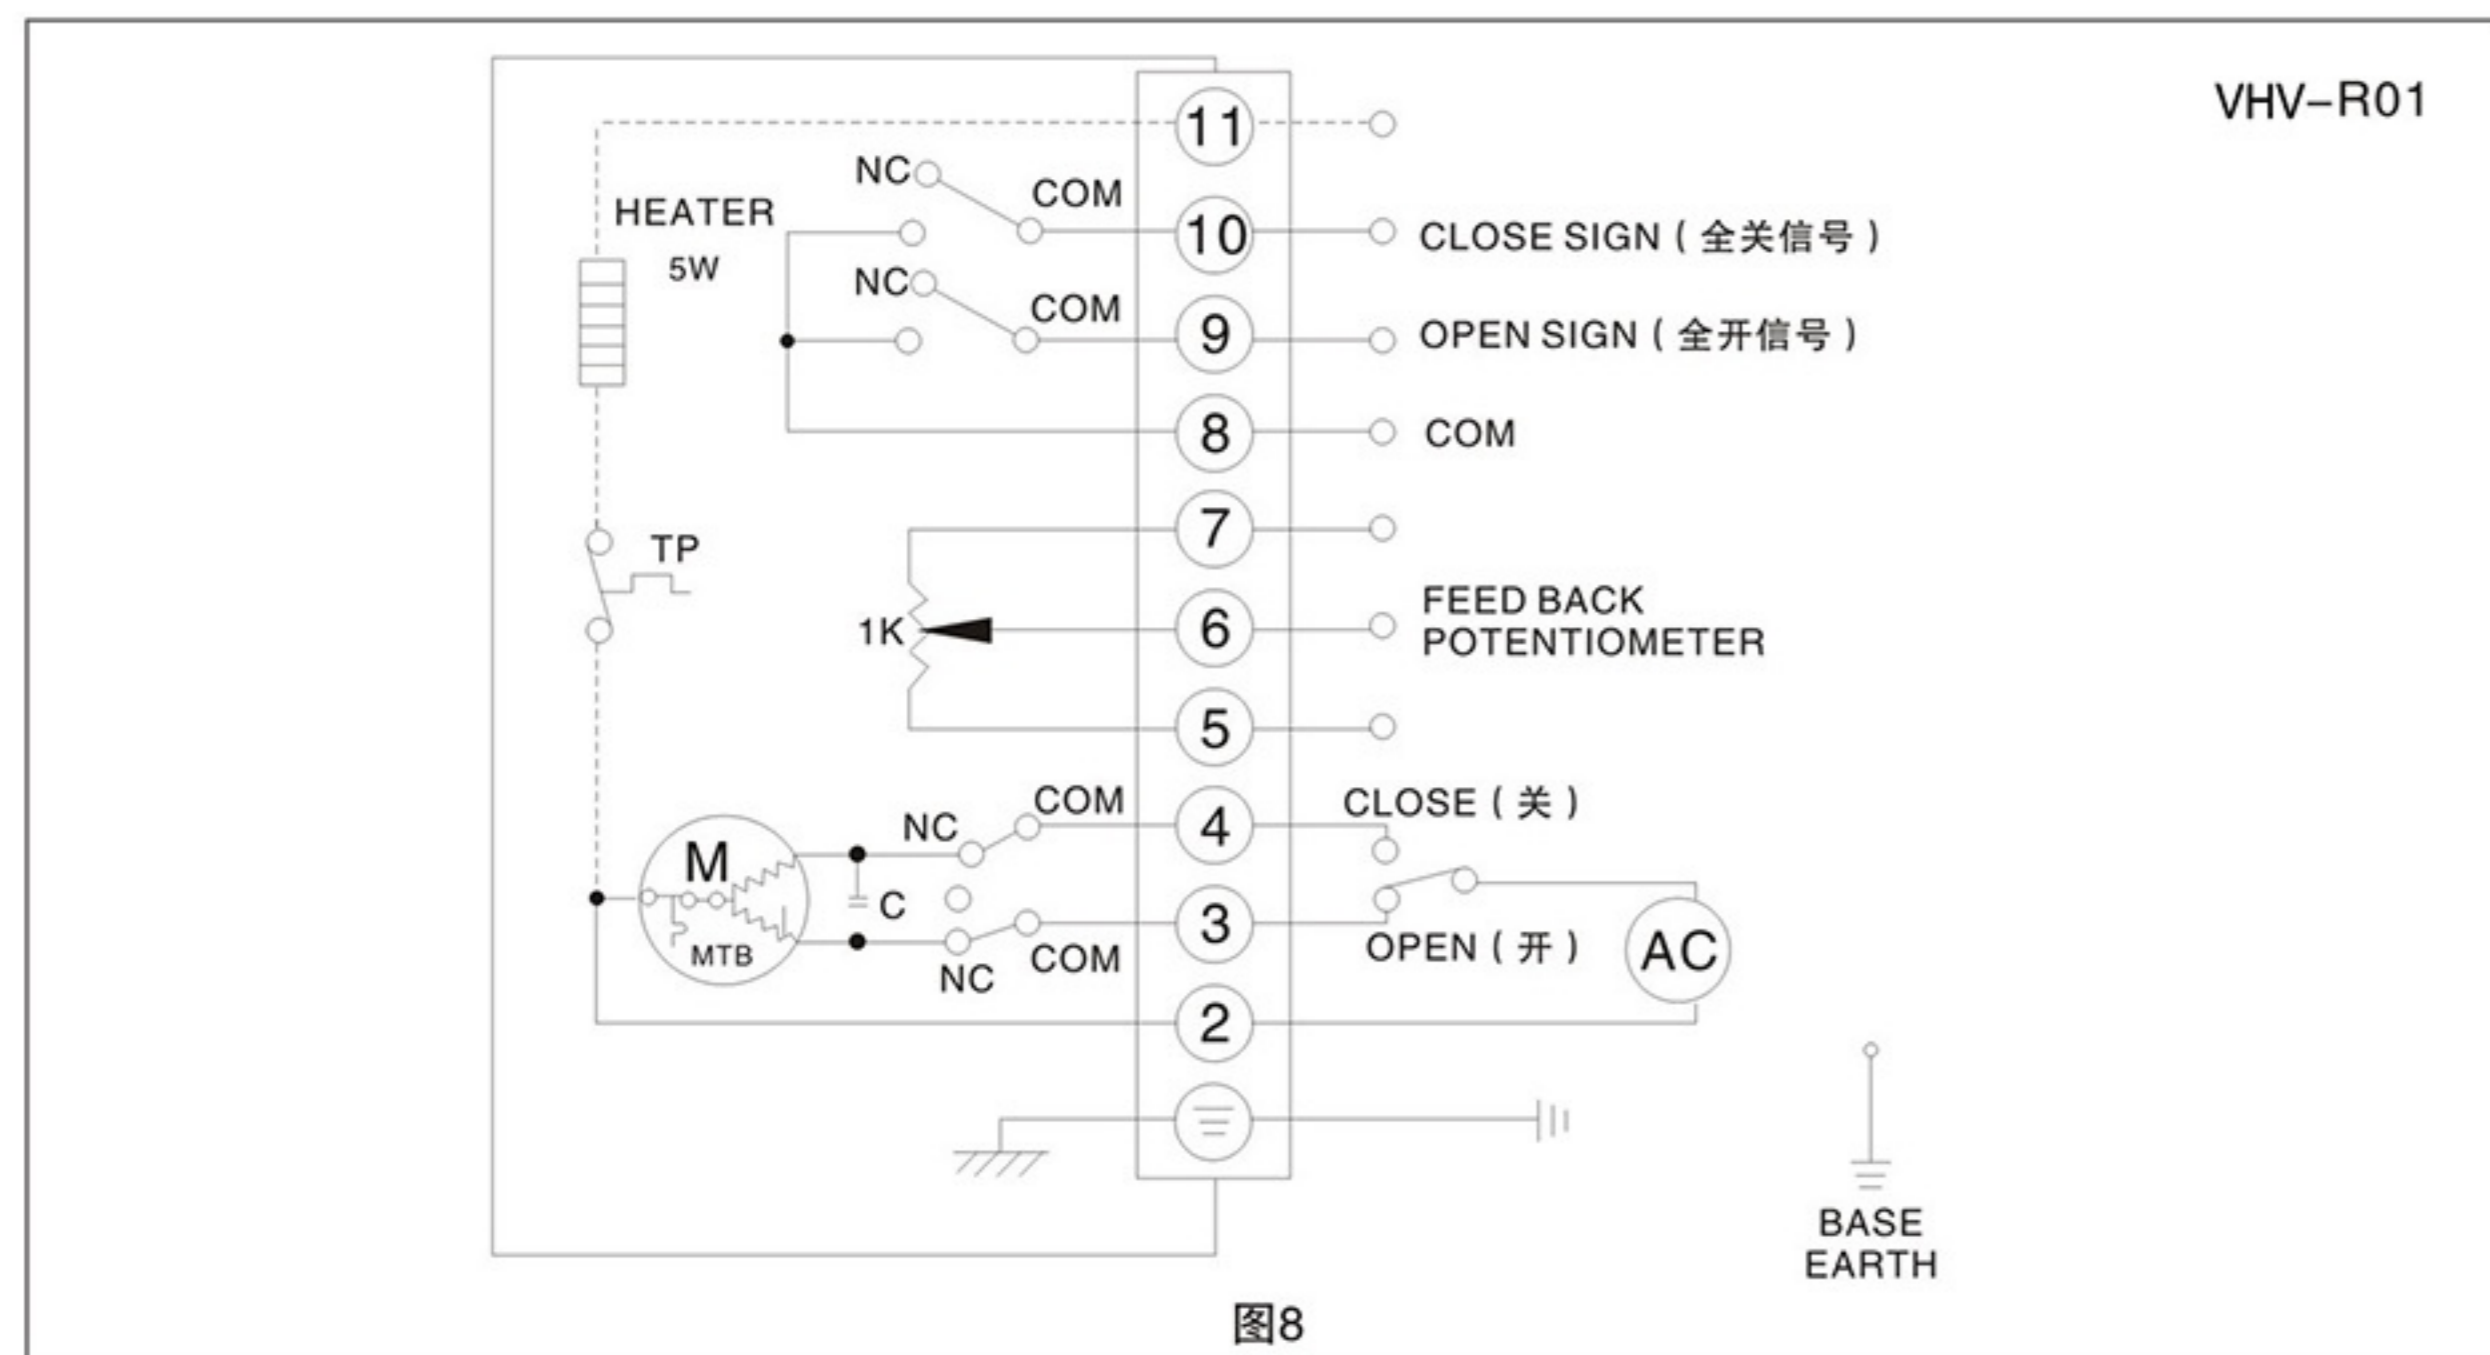 VHV-R01
11
NC
COM
HEATER
5W
10
CLOSE SIGN ( 全关信号 )
NC
COM
9
OPEN SIGN ( 全开信号 )
8
COM
7
TP
1K
6
FEED BACK
POTENTIOMETER
5
CLOSE ( 关 )
NC
COM
4
M
C
MTB
NC
COM
3
OPEN ( 开 )
AC
2
BASE
EARTH
图8